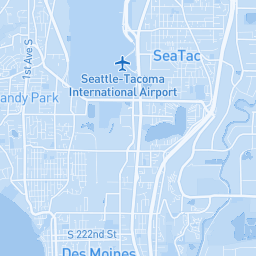 1st Ave S
SeaTac
Seattle-Tacoma
International Airport
andy Park
S 222nd St
Des Moines